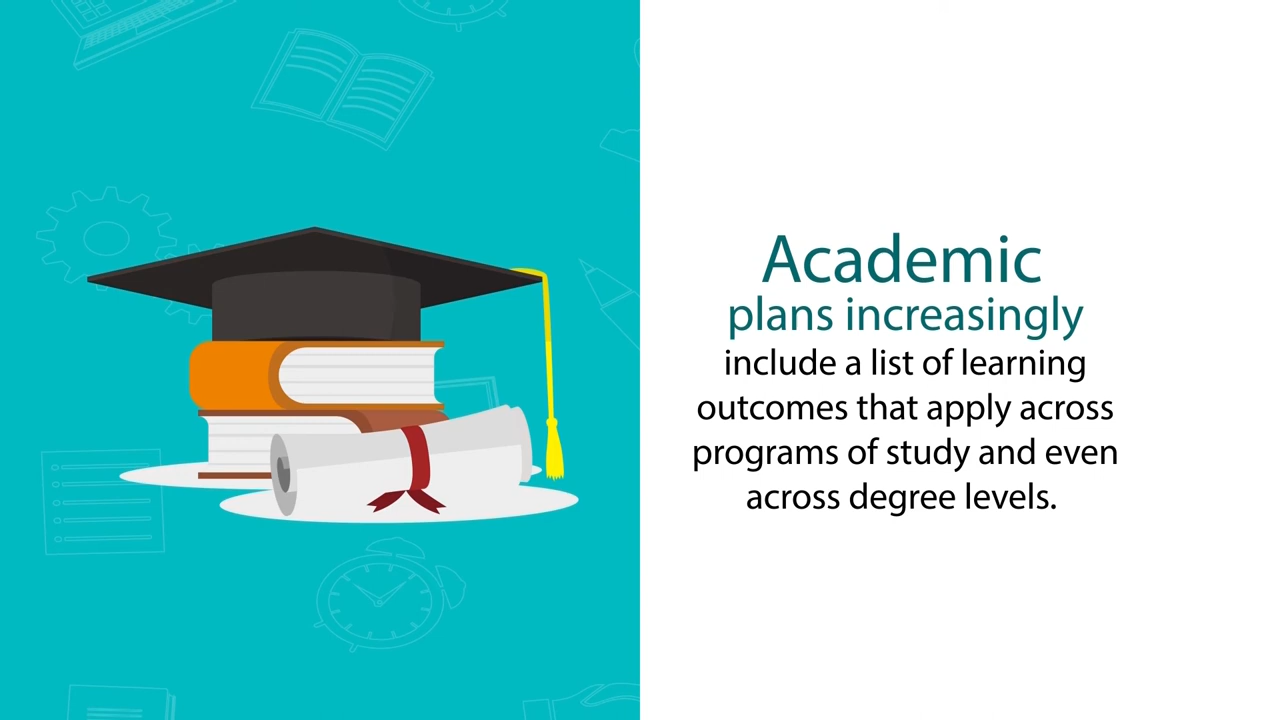 Academic
plans increasingly
include a list of learning
outcomes that apply across
programs of study and even
across degree levels.